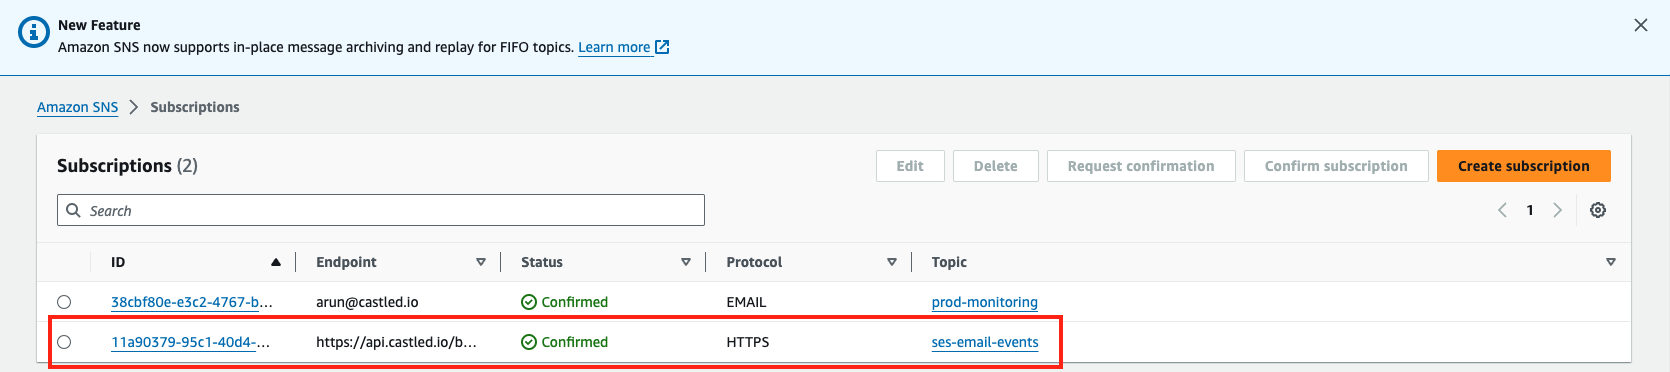 New Feature
Amazon SNS now supports in-place message archiving and replay for FIFO topics. Learn more
Amazon SNS > Subscriptions
Subscriptions (2) Edit Delete Request confirmation Confirm subscription Create subscription
Search 1
ID Endpoint Status Protocol Topic
38cbf80e-e3c2-4767-b... arun@castled.io Confirmed EMAIL prod-monitoring
11a90379-95c1-40d4-... https://api.castled.io/b... Confirmed HTTPS ses-email-events